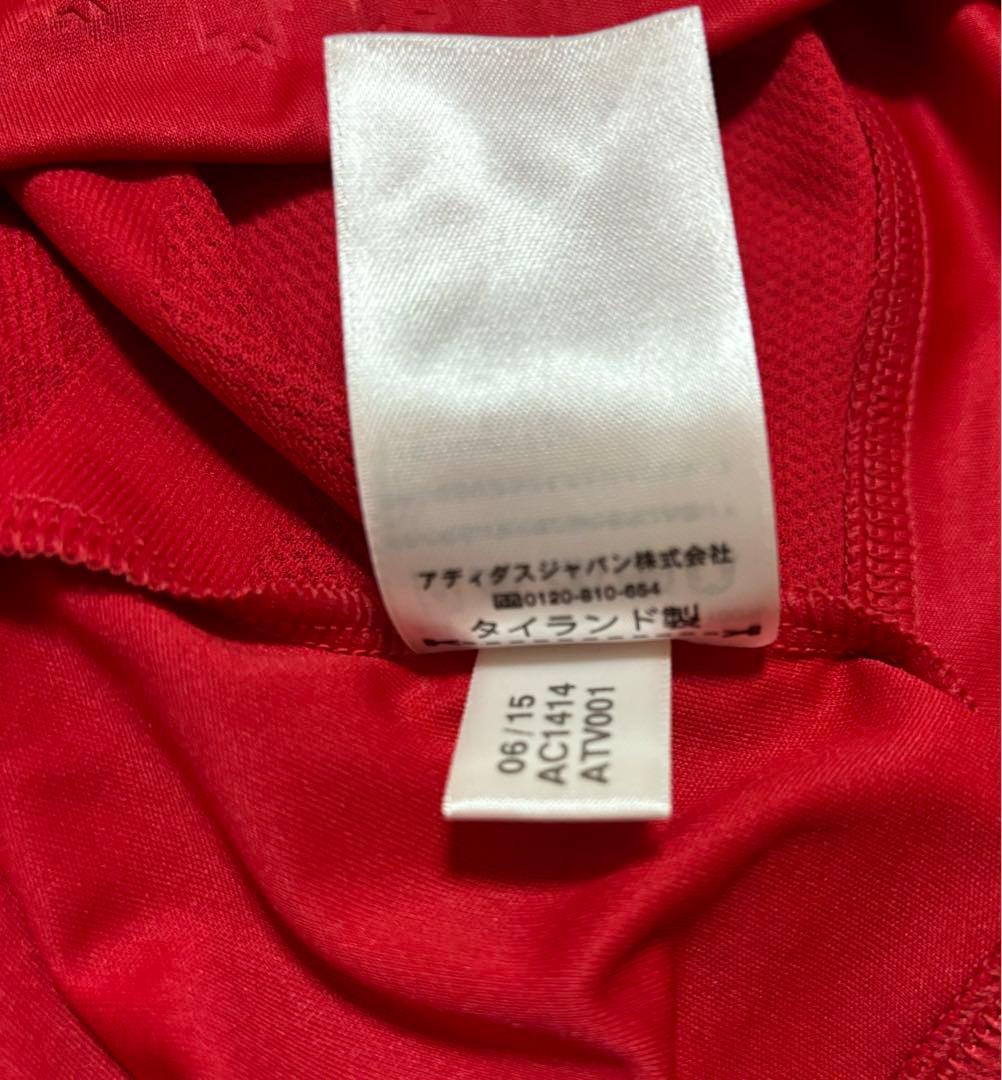 アディダスジャパン株式会社
0120-810-654
タイランド製
06/15
AC1414
ATV001